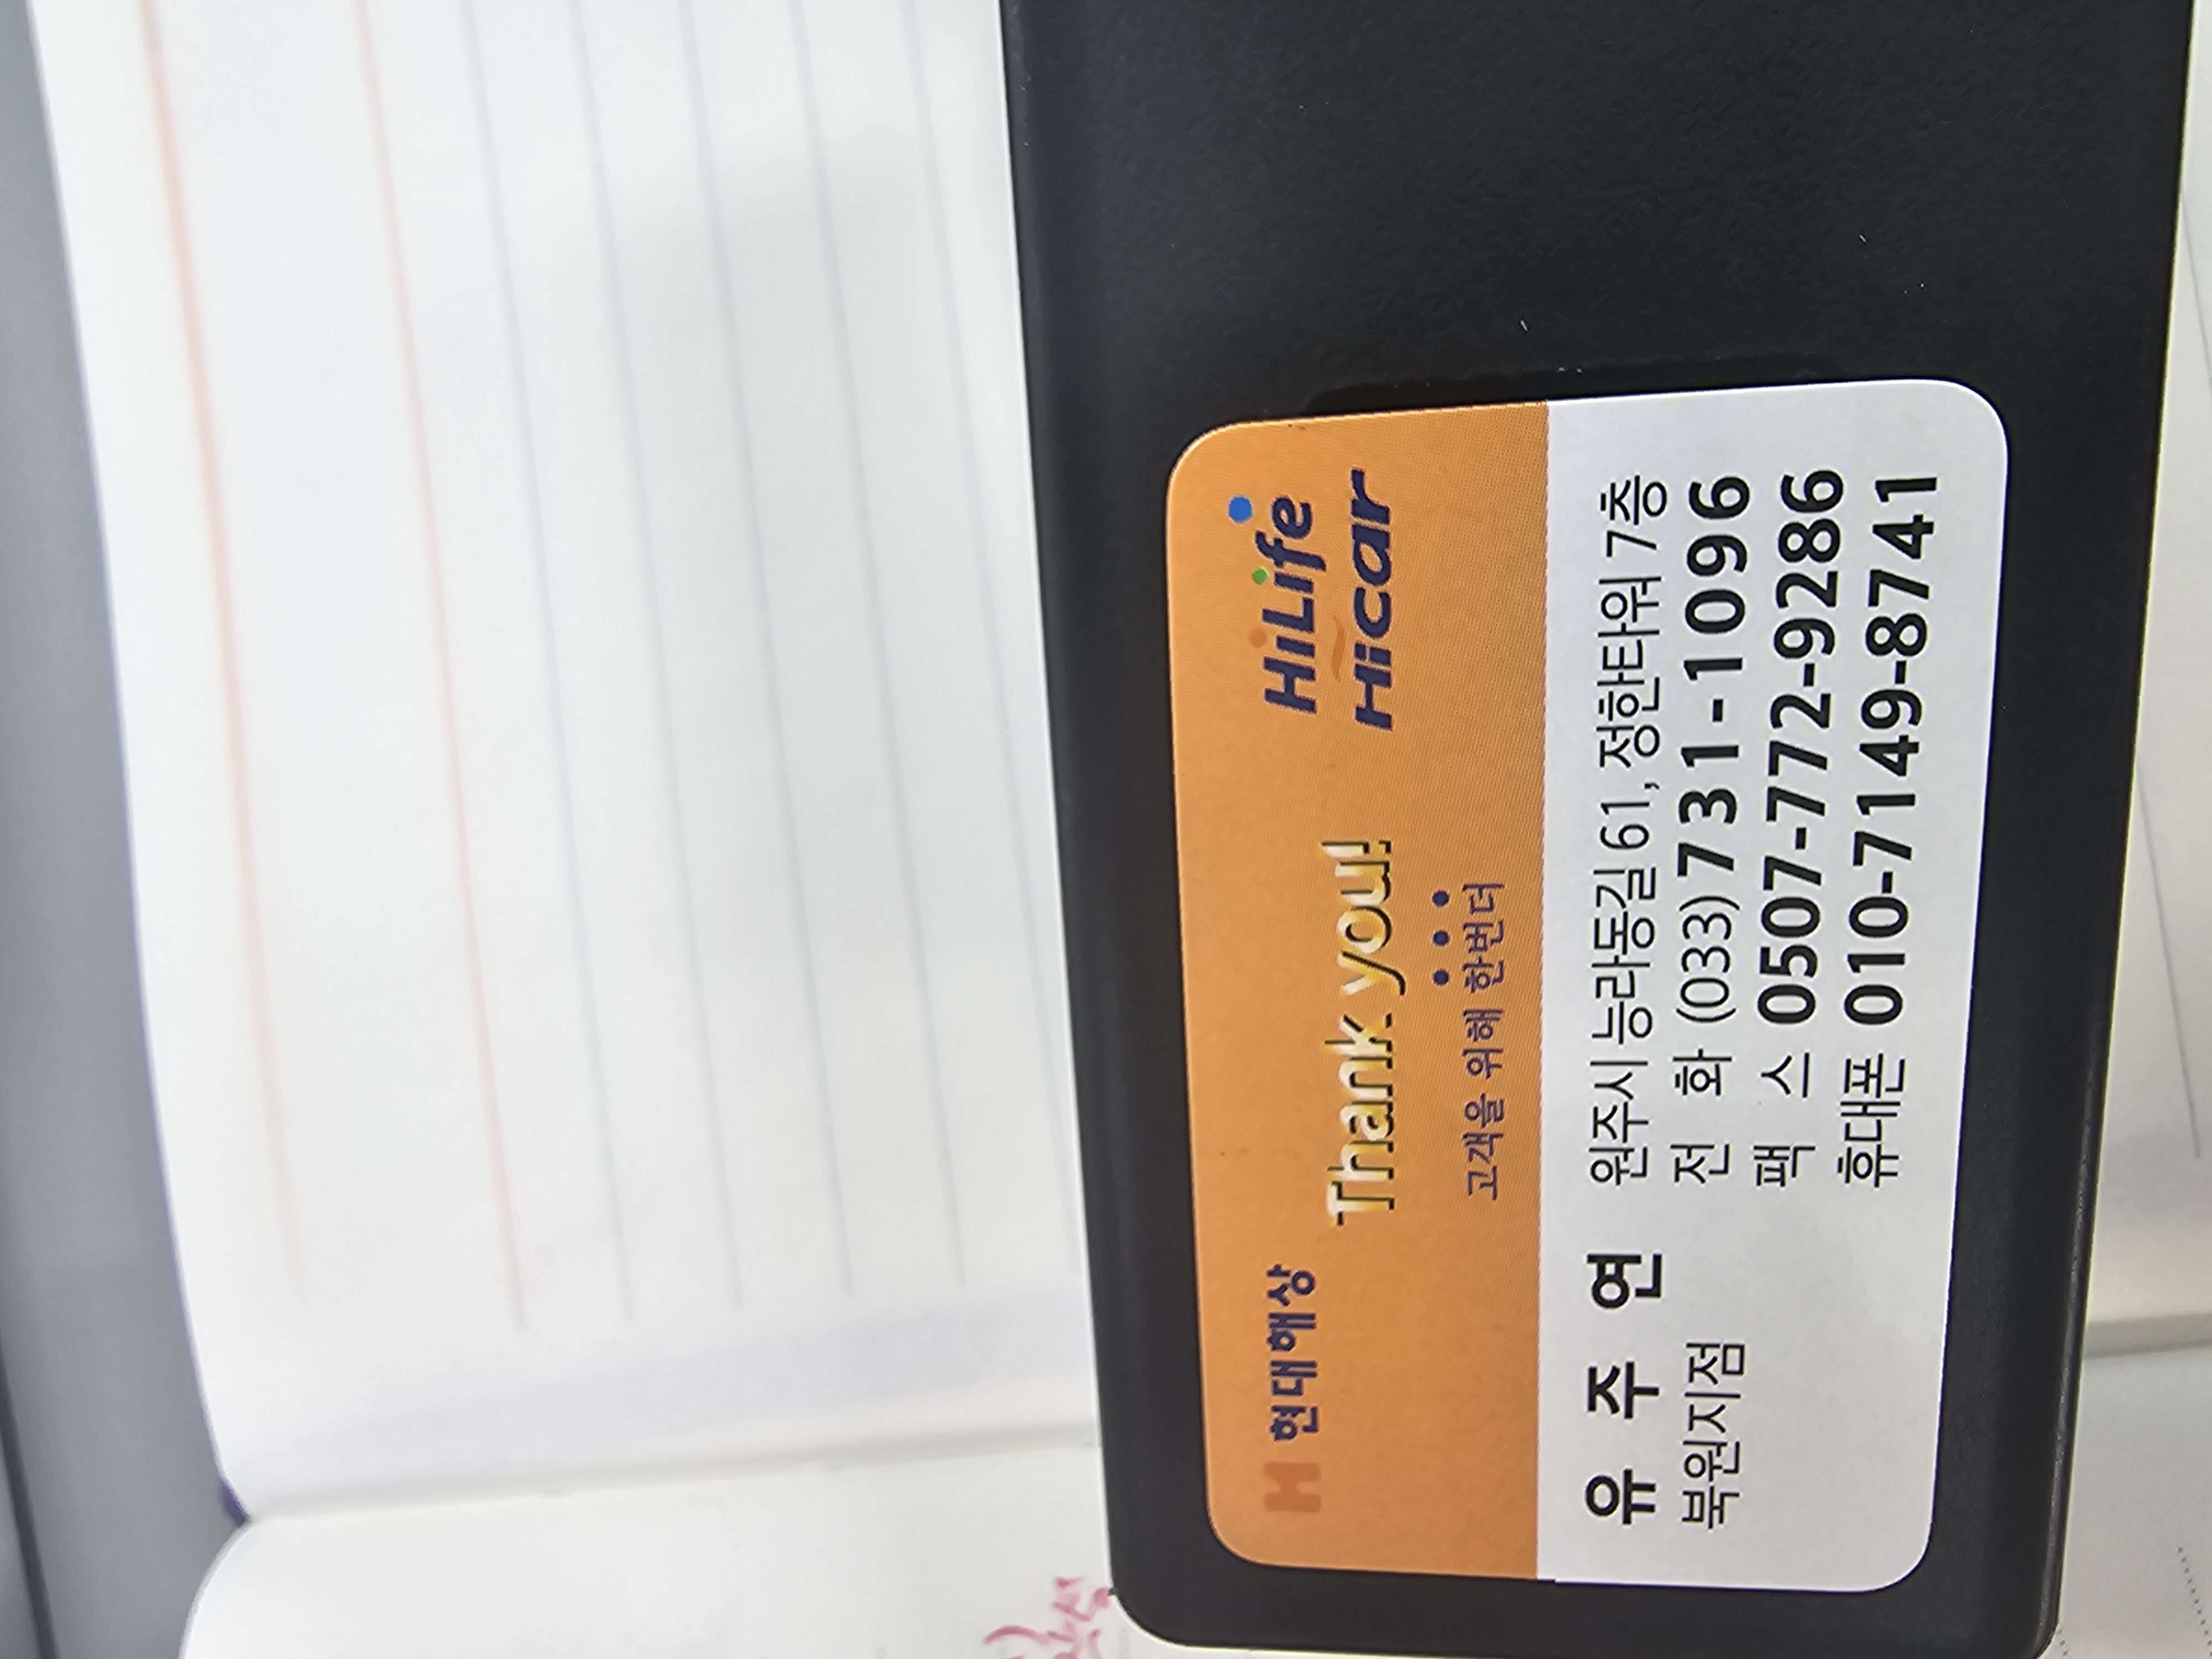 현대해상
HiLife
Hicar
Thank you!
고객을 위해 한번더
유주연
북원지점
원주시 능라동길 61, 정한타워 7층
전 화 (033) 731-1096
팩 스 0507-772-9286
휴대폰 010-7149-8741